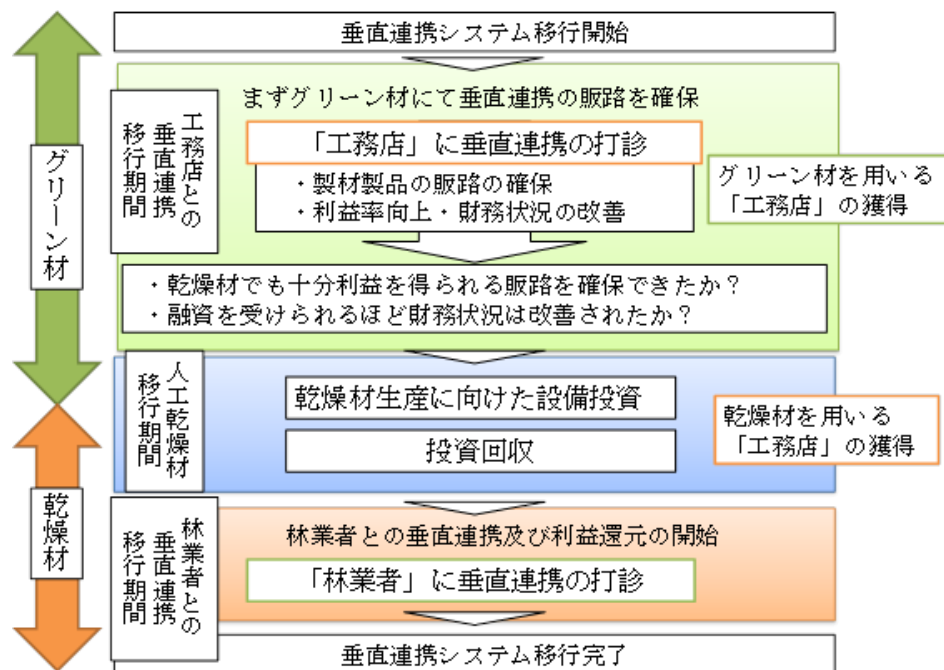 垂直連携システム移行開始
グリーン材
工務店との
垂直連携
移行期間
まずグリーン材にて垂直連携の販路を確保
「工務店」に垂直連携の打診
・製材製品の販路の確保
・利益率向上・財務状況の改善
グリーン材を用いる
「工務店」の獲得
・乾燥材でも十分利益を得られる販路を確保できたか?
・融資を受けられるほど財務状況は改善されたか?
人工乾燥材
移行期間
乾燥材生産に向けた設備投資
投資回収
乾燥材を用いる
「工務店」の獲得
乾燥材
林業者との
垂直連携
移行期間
林業者との垂直連携及び利益還元の開始
「林業者」に垂直連携の打診
垂直連携システム移行完了